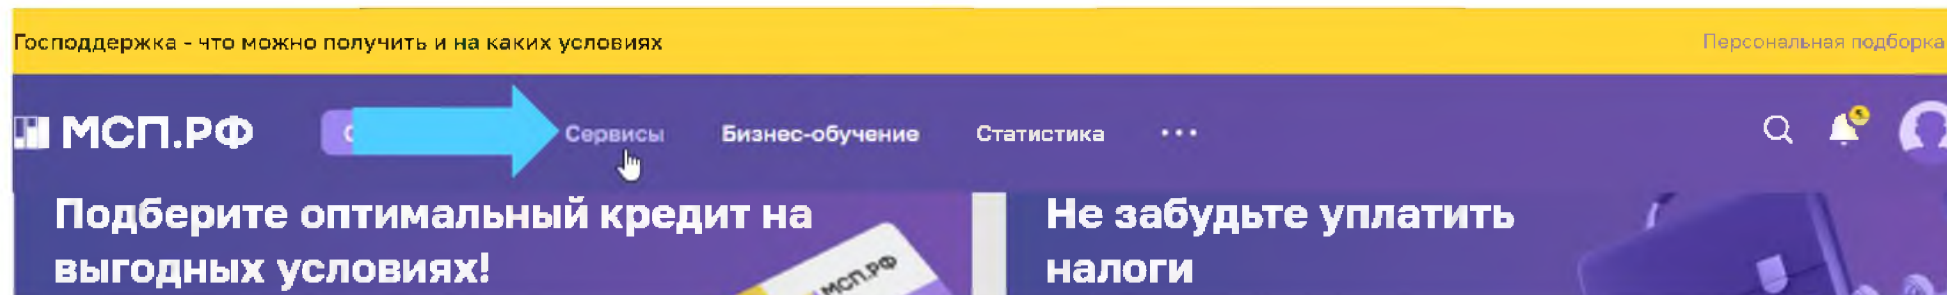 Господдержка - что можно получить и на каких условиях
Персональная подборка
МСП.РФ
Сервисы
Бизнес-обучение
Статистика
...
Подберите оптимальный кредит на
выгодных условиях!
МСП.РФ
Не забудьте уплатить
налоги